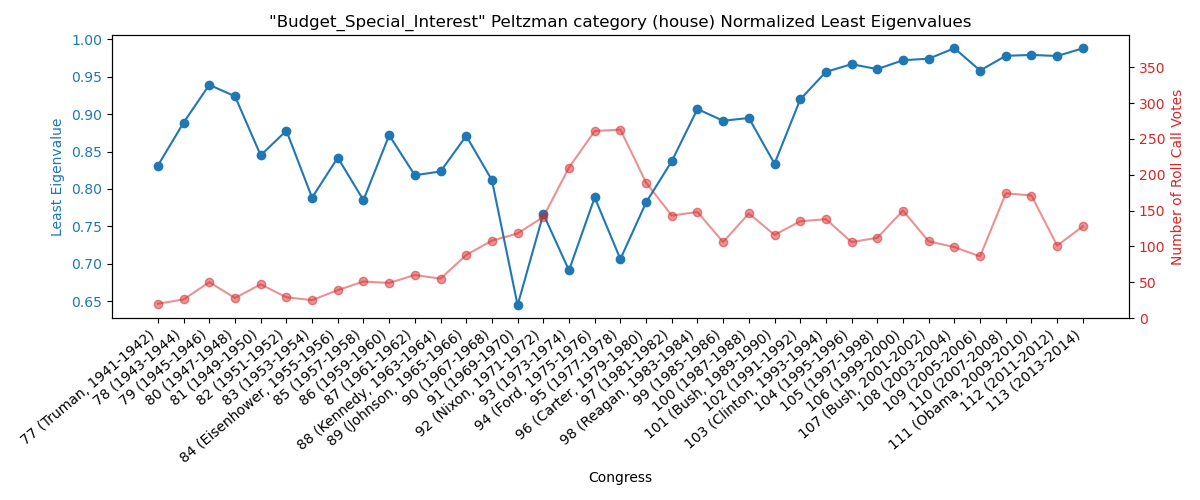 "Budget_Special_Interest" Peltzman category (house) Normalized Least Eigenvalues
Least Eigenvalue
1.00
0.95
0.90
0.85
0.80
0.75
0.70
0.65
350
300
250
200
150
100
50
0
Number of Roll Call Votes
77 (Truman, 1941-1942)
78 (1943-1944)
79 (1945-1946)
80 (1947-1948)
81 (1949-1950)
82 (1951-1952)
83 (1953-1954)
84 (Eisenhower, 1955-1956)
85 (1957-1958)
86 (1959-1960)
87 (1961-1962)
88 (Kennedy, 1963-1964)
89 (Johnson, 1965-1966)
90 (1967-1968)
91 (1969-1970)
92 (Nixon, 1971-1972)
93 (1973-1974)
94 (Ford, 1975-1976)
95 (1977-1978)
96 (Carter, 1979-1980)
97 (1981-1982)
98 (Reagan, 1983-1984)
99 (1985-1986)
100 (1987-1988)
101 (Bush, 1989-1990)
102 (1991-1992)
103 (Clinton, 1993-1994)
104 (1995-1996)
105 (1997-1998)
106 (1999-2000)
107 (Bush, 2001-2002)
108 (2003-2004)
109 (2005-2006)
110 (2007-2008)
111 (Obama, 2009-2010)
112 (2011-2012)
113 (2013-2014)
Congress